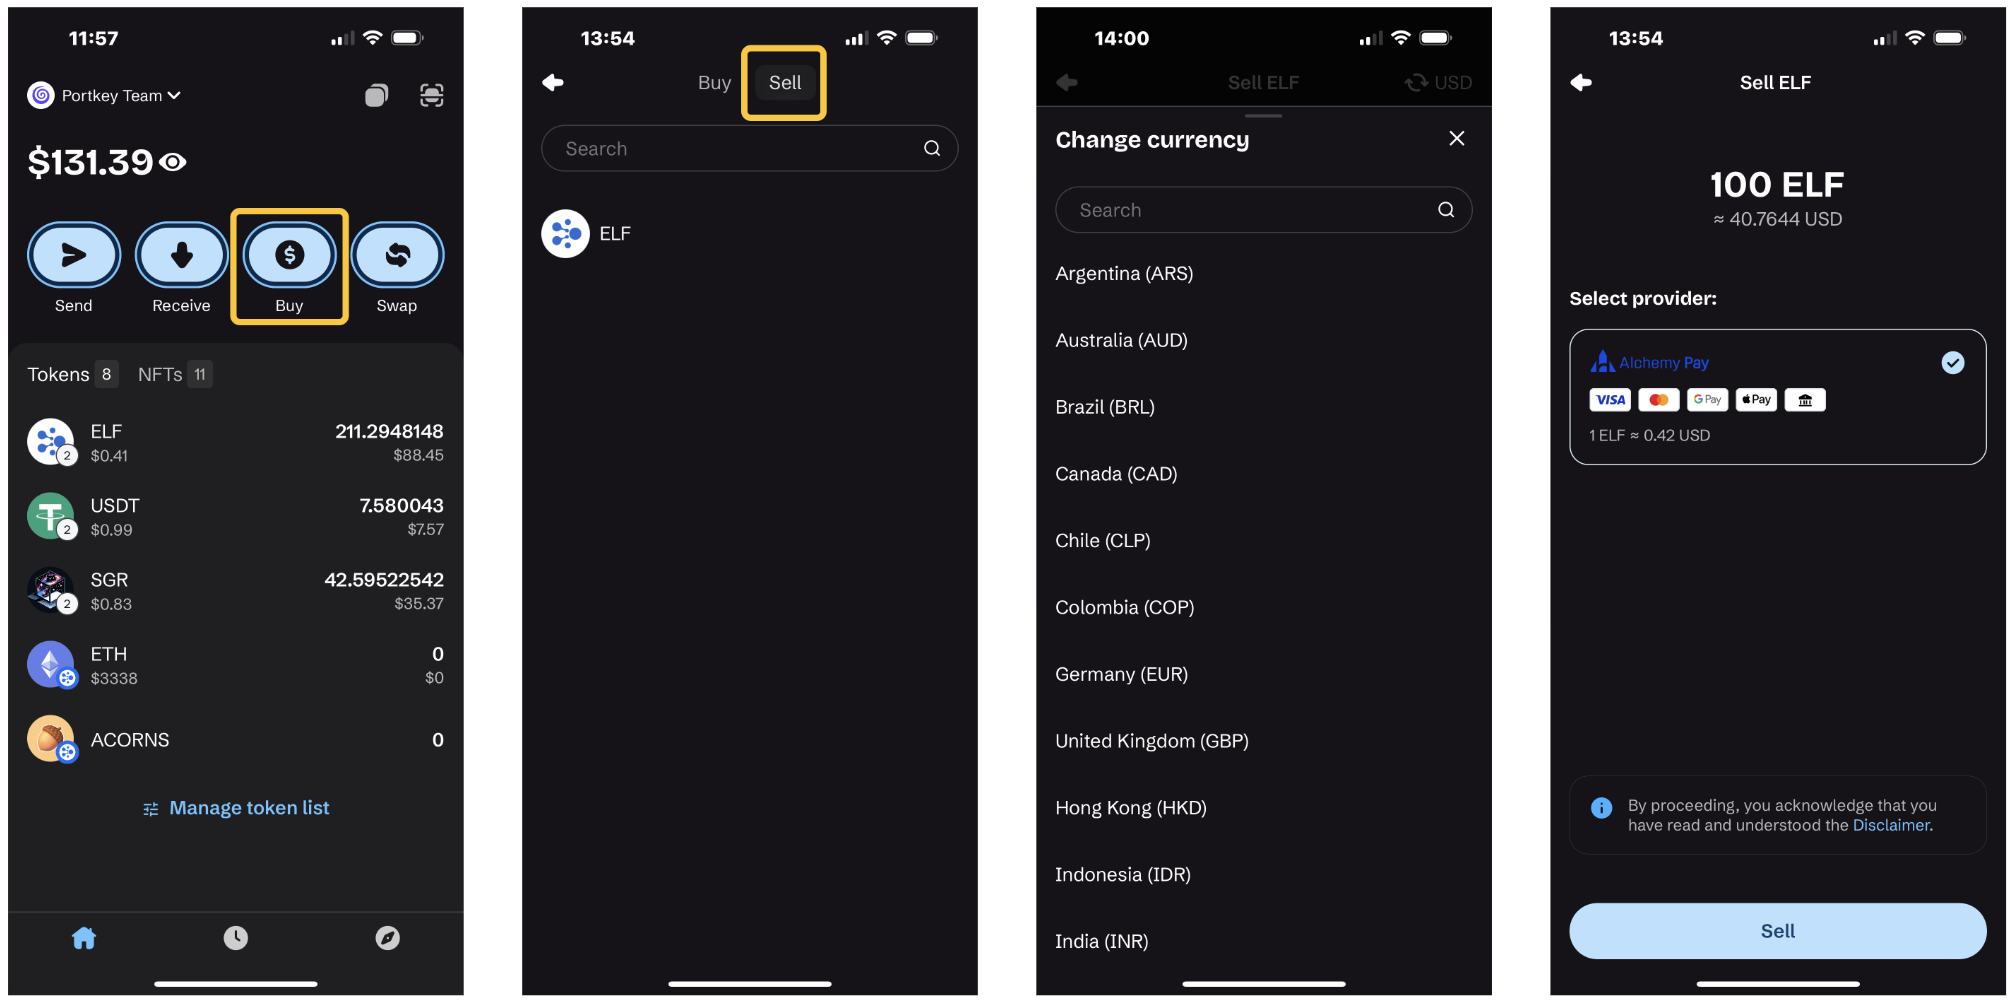 11:57
Portkey Team
$131.39
Send
Receive
Buy
Swap
Tokens 8 NFTs 11
ELF 211.2948148
2 $0.41 $88.45
USDT 7.580043
2 $0.99 $7.57
SGR 42.59522542
2 $0.83 $35.37
ETH 0
$3338 $0
ACORNS 0
Manage token list
13:54
Buy Sell
Search
ELF
14:00
Sell ELF USD
Change currency
Search
Argentina (ARS)
Australia (AUD)
Brazil (BRL)
Canada (CAD)
Chile (CLP)
Colombia (COP)
Germany (EUR)
United Kingdom (GBP)
Hong Kong (HKD)
Indonesia (IDR)
India (INR)
13:54
Sell ELF
100 ELF
≈ 40.7644 USD
Select provider:
Alchemy Pay
VISA G Pay Pay
1 ELF ≈ 0.42 USD
By proceeding, you acknowledge that you
have read and understood the Disclaimer.
Sell